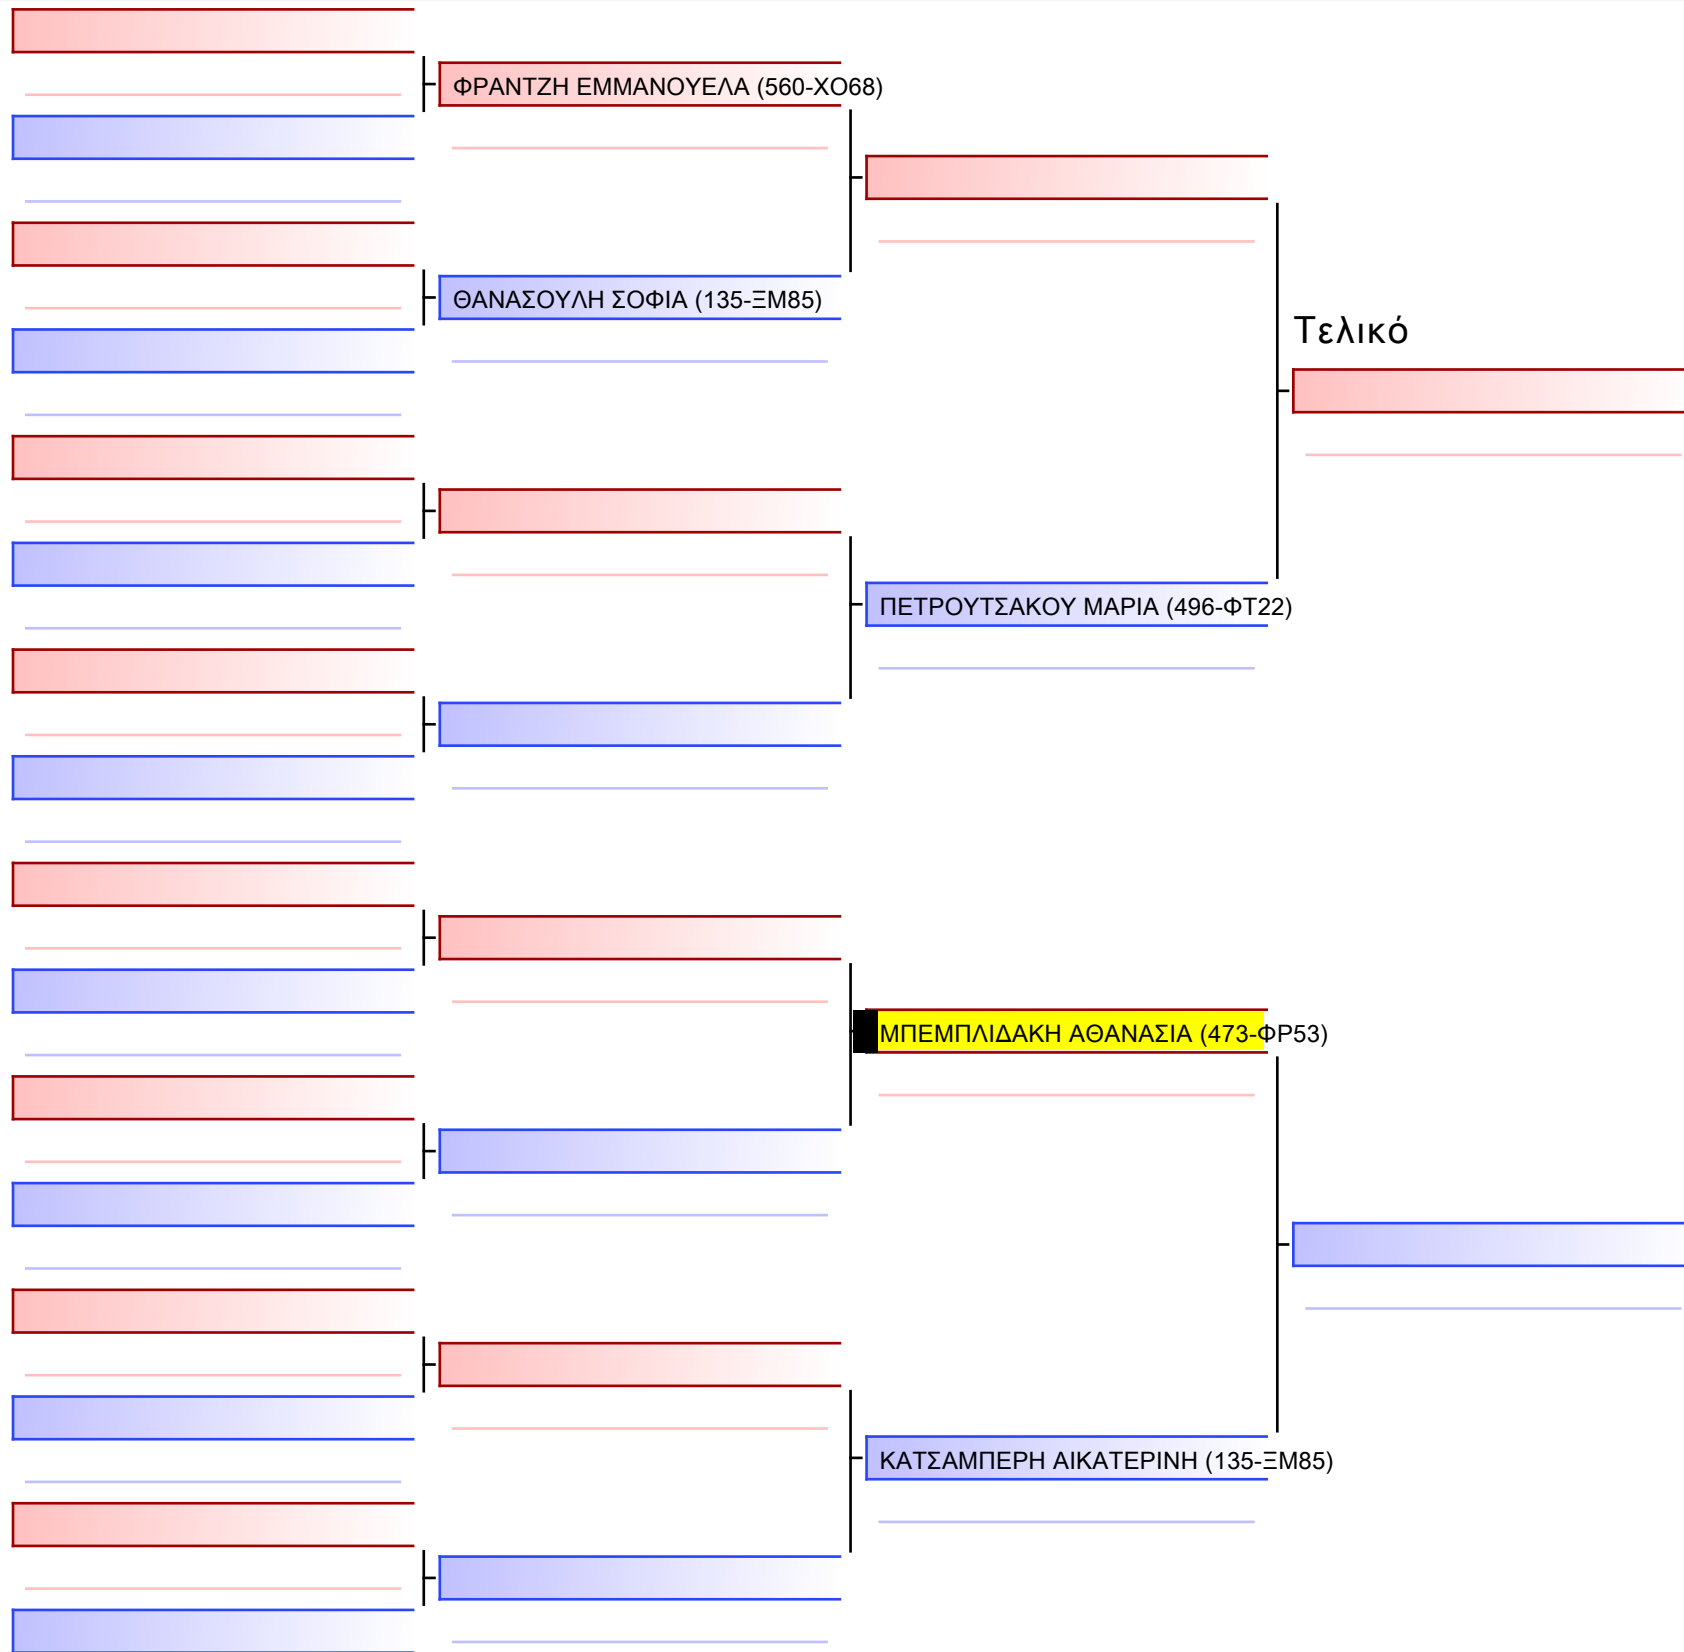 ΦΡΑΝΤΖΗ ΕΜΜΑΝΟΥΕΛΑ (560-ΧΟ68)
ΘΑΝΑΣΟΥΛΗ ΣΟΦΙΑ (135-ΞΜ85)
Τελικό
ΠΕΤΡΟΥΤΣΑΚΟΥ ΜΑΡΙΑ (496-ΦΤ22)
ΜΠΕΜΠΛΙΔΑΚΗ ΑΘΑΝΑΣΙΑ (473-ΦΡ53)
ΚΑΤΣΑΜΠΕΡΗ ΑΙΚΑΤΕΡΙΝΗ (135-ΞΜ85)